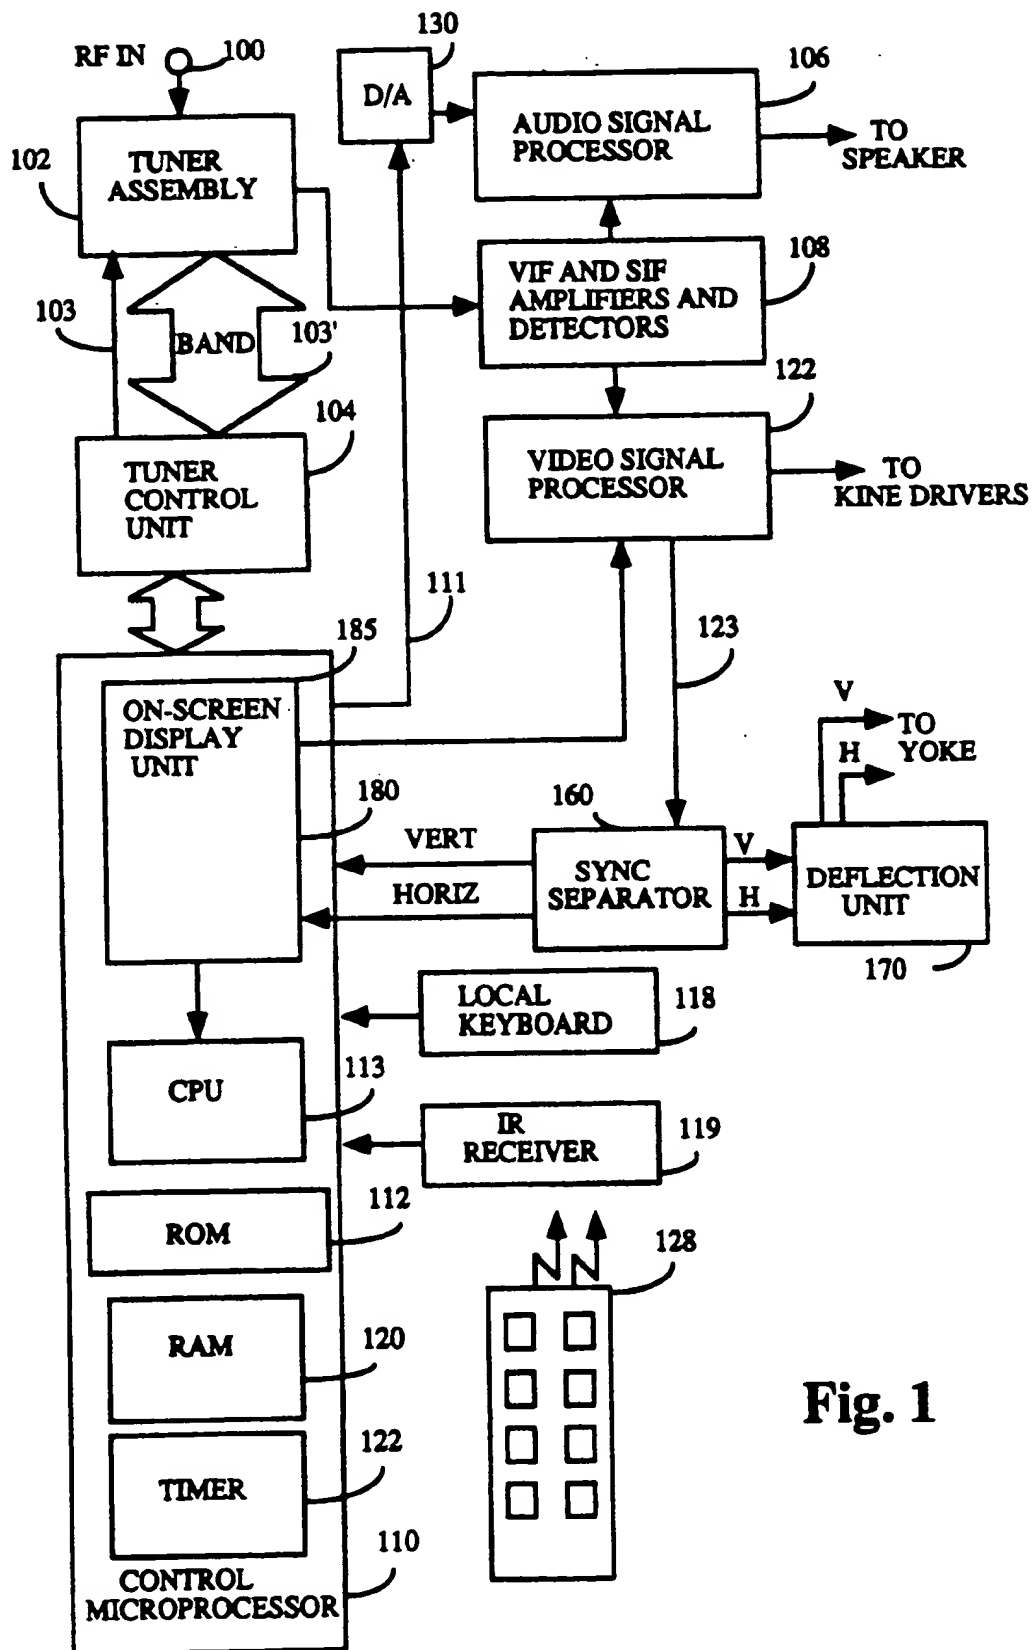 RF IN
100
130
D/A
106
AUDIO SIGNAL
PROCESSOR
TO
SPEAKER
102
TUNER
ASSEMBLY
VIF AND SIF
AMPLIFIERS AND
DETECTORS
108
103
BAND
103'
122
104
TUNER
CONTROL
UNIT
VIDEO SIGNAL
PROCESSOR
TO
KINE DRIVERS
111
123
185
ON-SCREEN
DISPLAY
UNIT
180
V
H
TO
YOKE
160
VERT
HORIZ
SYNC
SEPARATOR
V
H
DEFLECTION
UNIT
170
LOCAL
KEYBOARD
118
CPU
113
IR
RECEIVER
119
ROM
112
128
RAM
120
TIMER
122
CONTROL
MICROPROCESSOR
110
Fig. 1